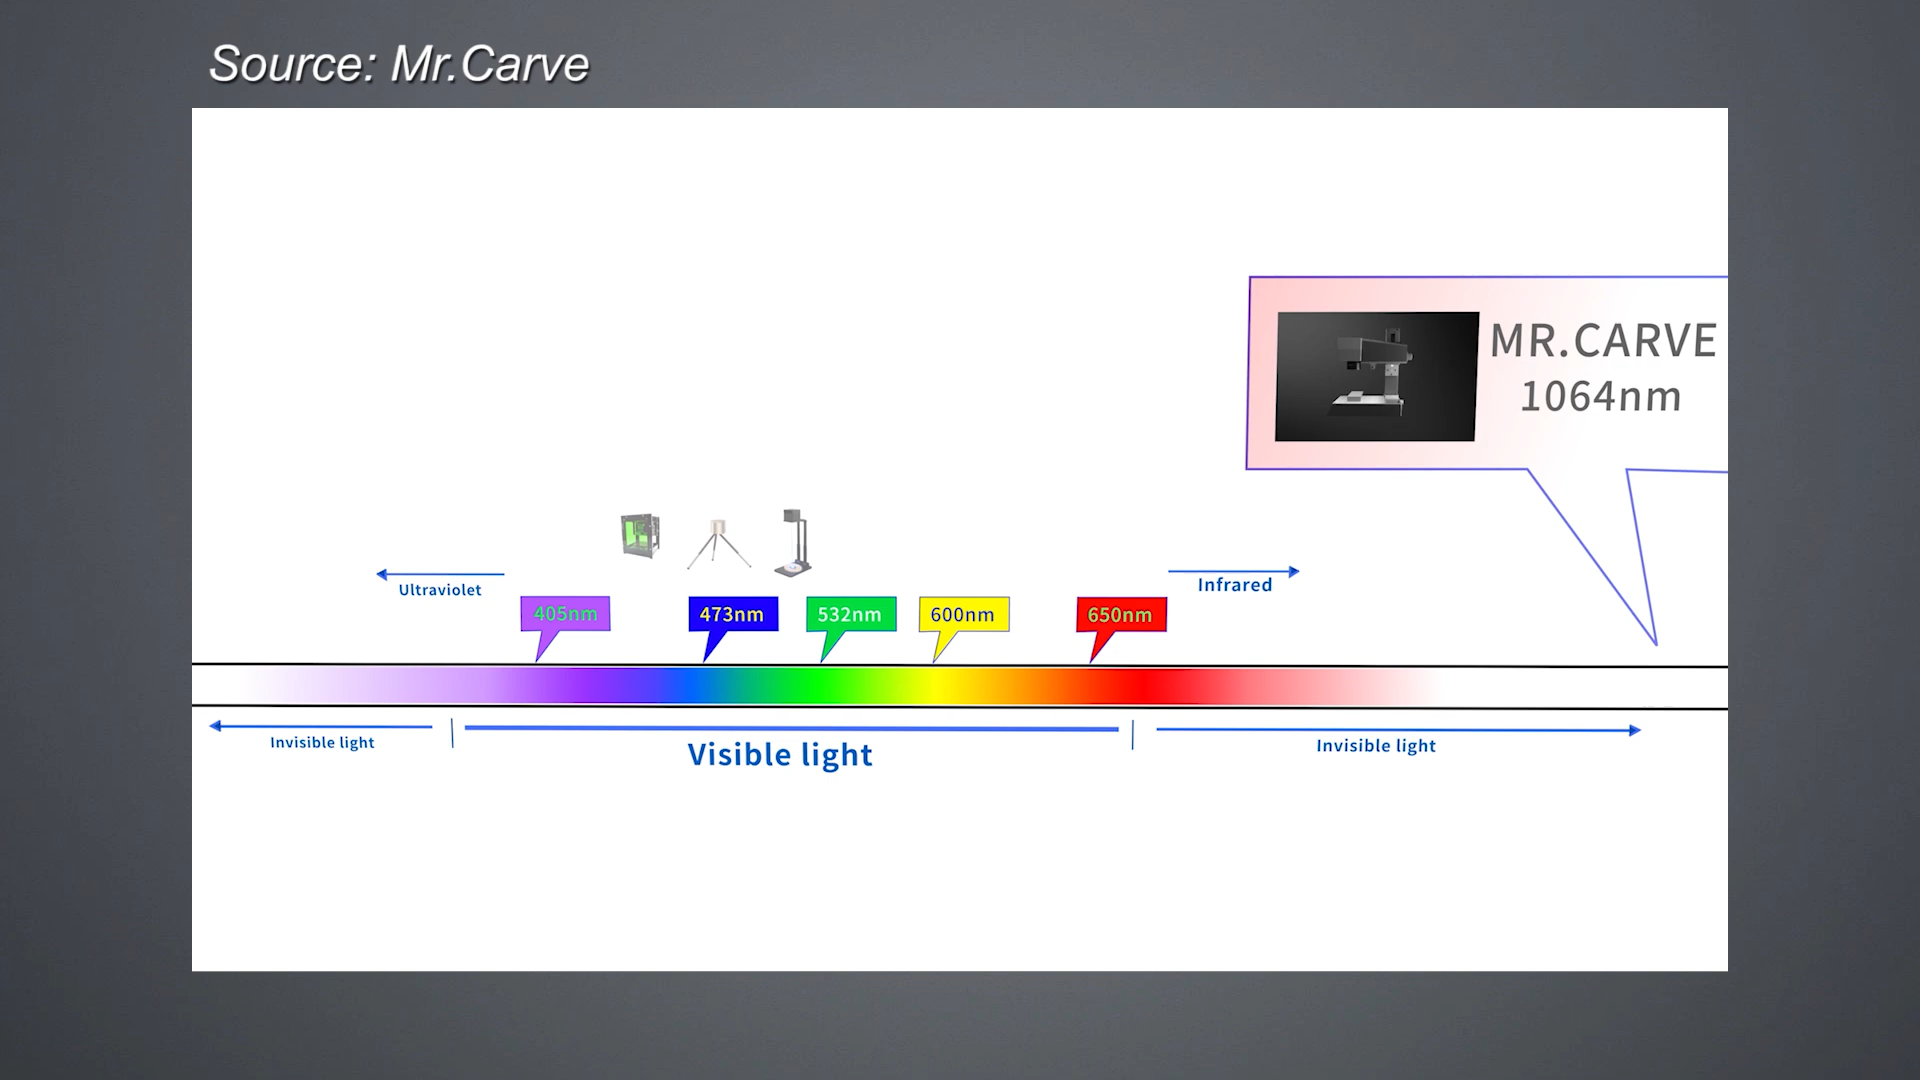 Source: Mr.Carve
MR.CARVE
1064nm
Ultraviolet
Infrared
405nm
473nm
532nm
600nm
650nm
Invisible light
Visible light
Invisible light